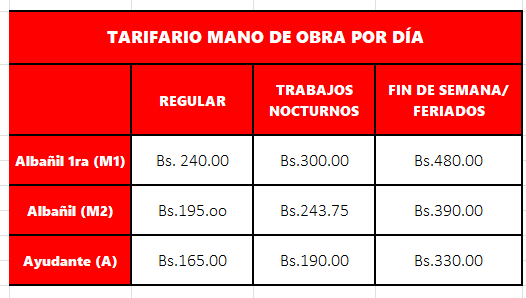 TARIFARIO MANO DE OBRA POR DÍA
REGULAR
TRABAJOS
NOCTURNOS
FIN DE SEMANA/
FERIADOS
Albañil 1ra (M1) Bs. 240.00 Bs.300.00 Bs.480.00
Albañil (M2) Bs.195.oo Bs.243.75 Bs.390.00
Ayudante (A) Bs.165.00 Bs.190.00 Bs.330.00